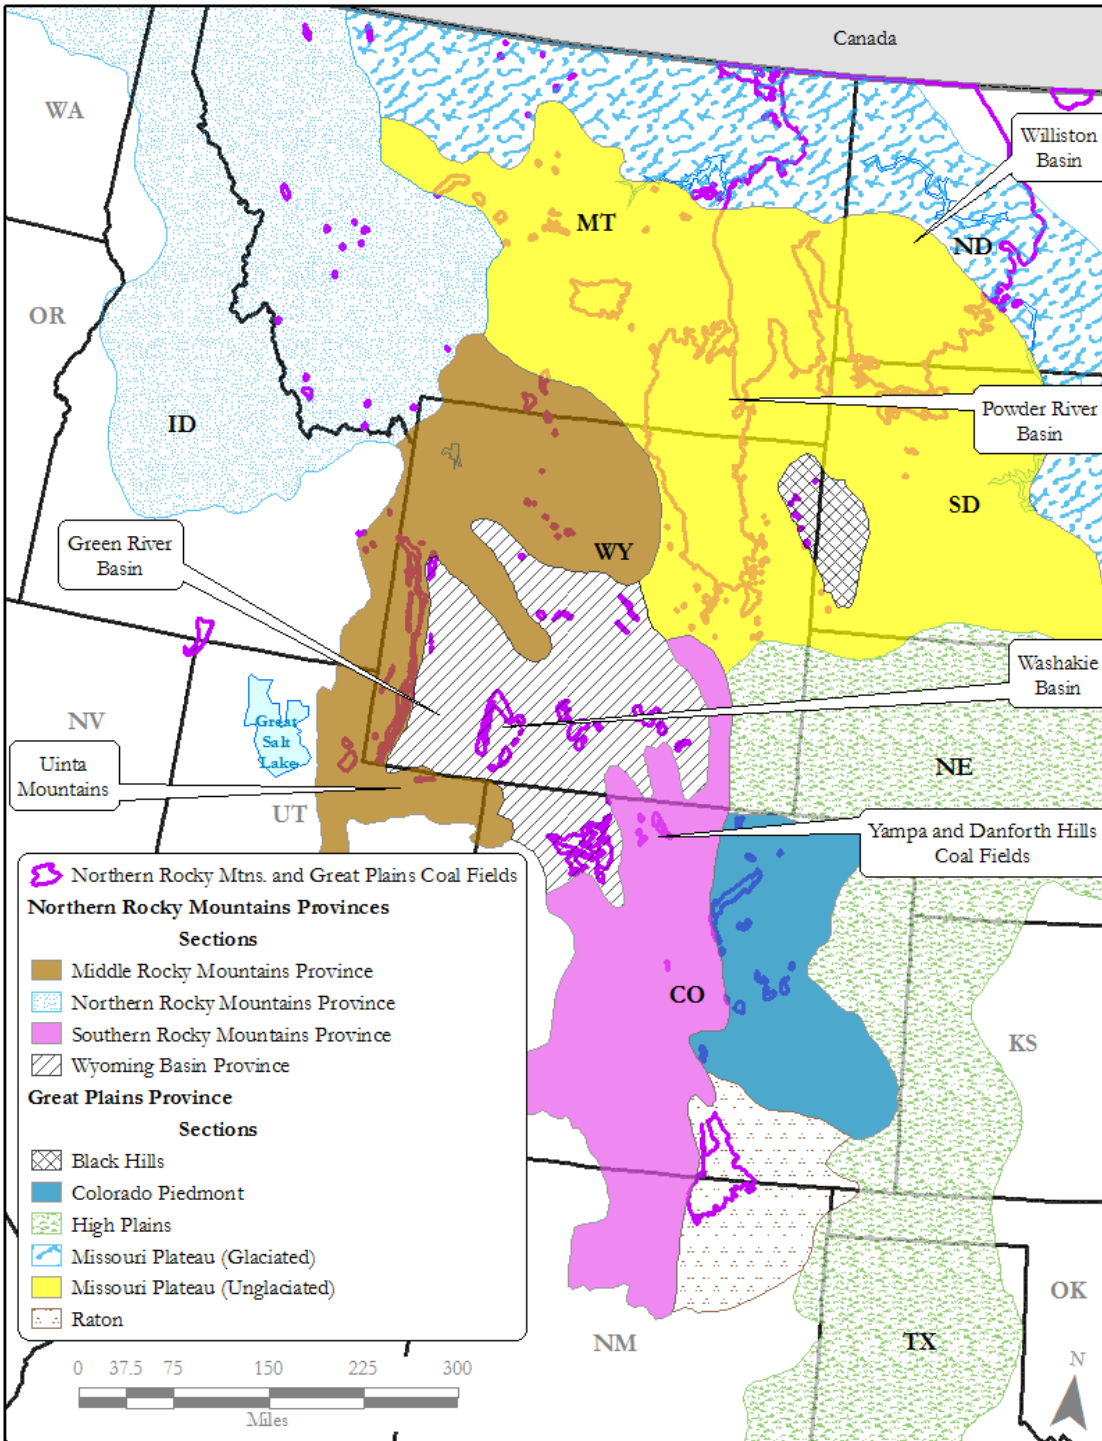 Canada
WA
Williston
Basin
MT
ND
OR
Powder River
Basin
ID
SD
Green River
Basin
WY
Washakie
Basin
NV
Great
Salt
Lake
Uinta
Mountains
NE
UT
Yampa and Danforth Hills
Coal Fields
Northern Rocky Mtns. and Great Plains Coal Fields
Northern Rocky Mountains Provinces
Sections
Middle Rocky Mountains Province
Northern Rocky Mountains Province
Southern Rocky Mountains Province
Wyoming Basin Province
Great Plains Province
Sections
Black Hills
Colorado Piedmont
High Plains
Missouri Plateau (Glaciated)
Missouri Plateau (Unglaciated)
Raton
CO
KS
OK
NM
TX
0 37.5 75 150 225 300
Miles
N